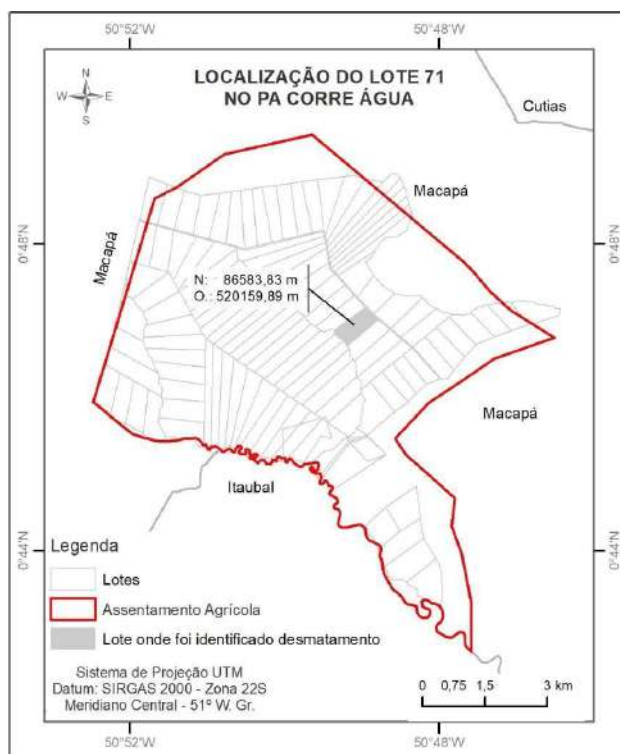 50°52'W
50°48'W
LOCALIZAÇÃO DO LOTE 71
NO PA CORRE ÁGUA
N
W
E
S
Cutias
Macapá
Macapá
0°48'N
0°48'N
N: 86583,83 m
O.: 520159,89 m
Macapá
Itaubal
0°44'N
0°44'N
Legenda
Lotes
Assentamento Agrícola
Lote onde foi identificado desmatamento
Sistema de Projeção UTM
Datum: SIRGAS 2000 - Zona 22S
Meridiano Central - 51º W. Gr.
0 0,75 1,5 3 km
50°52'W
50°48'W